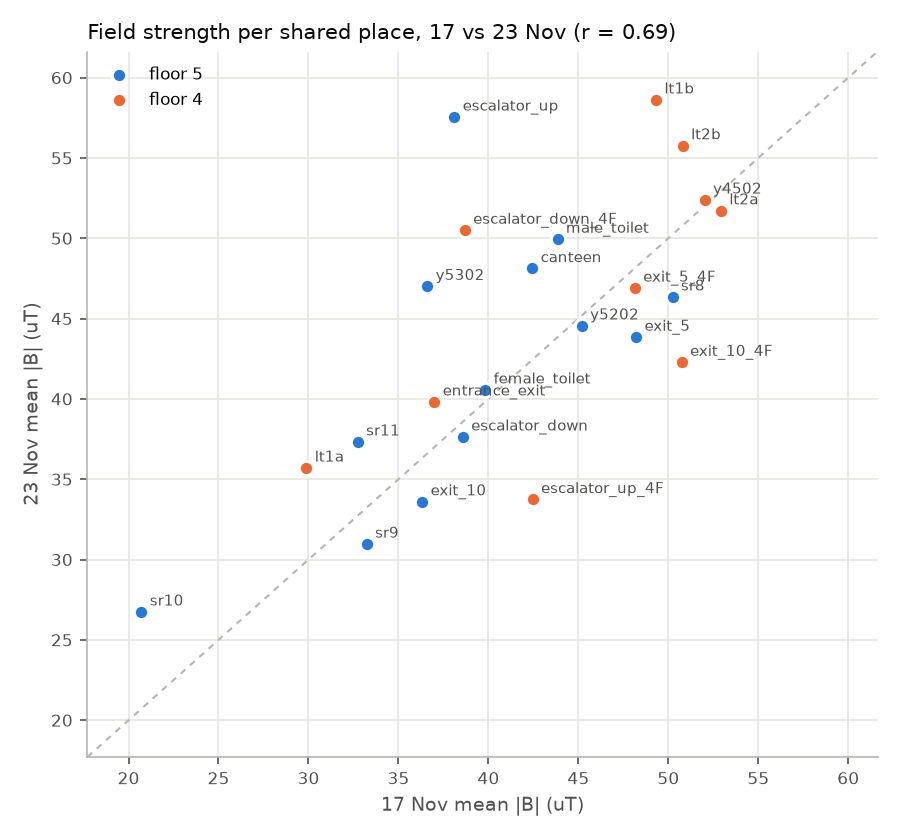 Field strength per shared place, 17 vs 23 Nov (r = 0.69)
floor 5
floor 4
escalator_up
lt1b
lt2b
y4502
lt2a
escalator_down_4F
male_toilet
canteen
y5302
exit_5_4F
sr8
y5202
exit_5
exit_10_4F
female_toilet
entrance_exit
escalator_down
sr11
lt1a
exit_10
escalator_up_4F
sr9
sr10
60
55
50
45
40
35
30
25
20
23 Nov mean |B| (uT)
20 25 30 35 40 45 50 55 60
17 Nov mean |B| (uT)